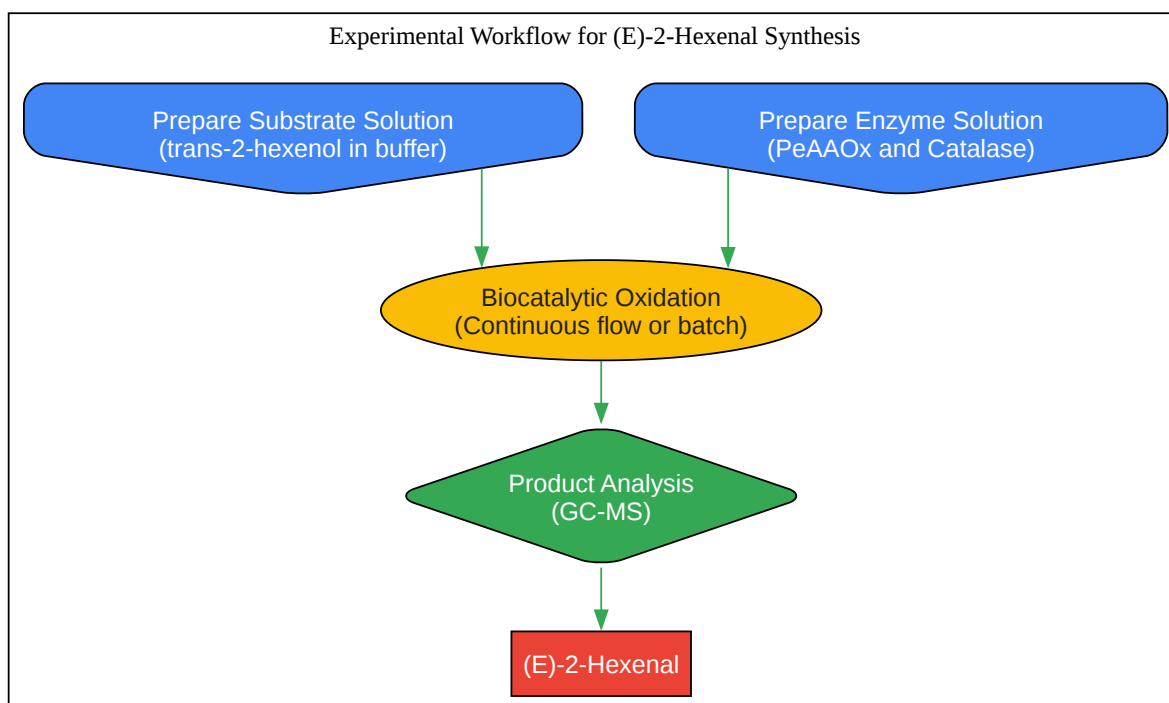 Experimental Workflow for (E)-2-Hexenal Synthesis
Prepare Substrate Solution
(trans-2-hexenol in buffer)
Prepare Enzyme Solution
(PeAAOx and Catalase)
Biocatalytic Oxidation
(Continuous flow or batch)
Product Analysis
(GC-MS)
(E)-2-Hexenal